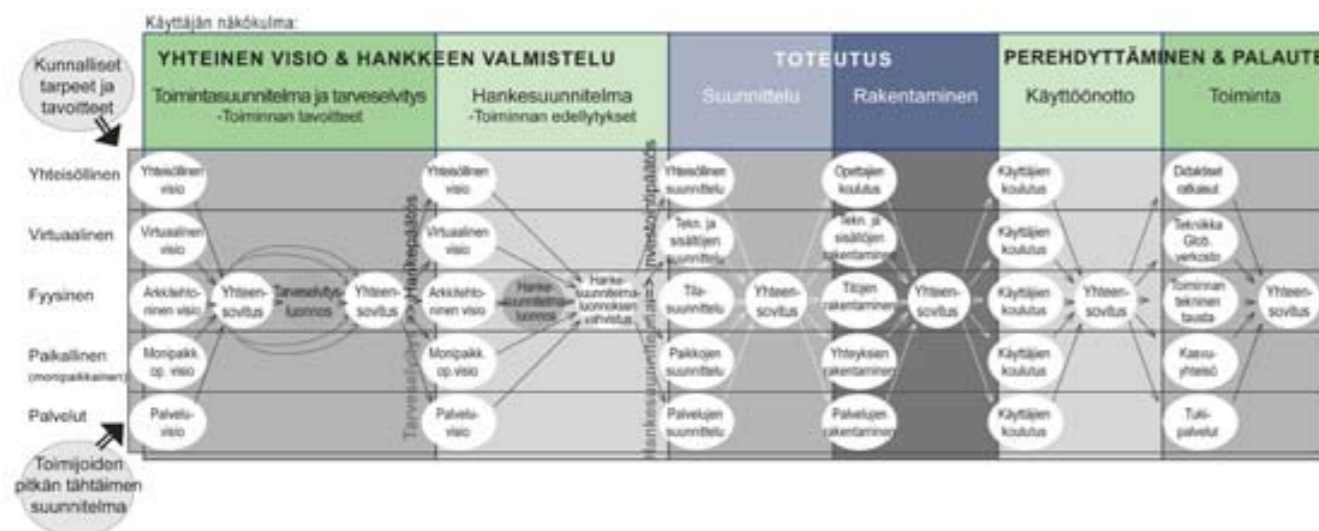 Käyttäjän näkökulma:
Kunnalliset
tarpeet ja
tavoitteet
YHTEINEN VISIO & HANKKEEN VALMISTELU
TOTEUTUS
PEREHDYTTÄMINEN & PALAUTE
Toimintasuunnitelma ja tarveselvitys
-Toiminnan tavoitteet
Hankesuunnitelma
-Toiminnan edellytykset
Suunnittelu
Rakentaminen
Käyttöönotto
Toiminta
Yhteisöllinen
Yhteisöllinen
visio
Yhteisöllinen
visio
Yhteisöllinen
suunnittelu
Opettajien
koulutus
Käyttäjien
koulutus
Didaktiset
ratkaisut
Virtuaalinen
Virtuaalinen
visio
Virtuaalinen
visio
Tekn. ja
sisältöjen
suunnittelu
Tekn. ja
sisältöjen
rakentaminen
Käyttäjien
koulutus
Tekniikka
Glob.
verkosto
Fyysinen
Arkkitehto-
ninen visio
Yhteen-
sovitus
Tarveselvitys-
luonnos
Yhteen-
sovitus
Tarveselvitys
=>Hankepäätös
Arkkitehto-
ninen visio
Hanke-
suunnitelma-
luonnos
Hanke-
suunnitelma-
luonnoksen
vahvistus
Hankesuunnitelma==> Investointipäätös
Tila-
suunnittelu
Yhteen-
sovitus
Tilojen
rakentaminen
Yhteen-
sovitus
Käyttäjien
koulutus
Yhteen-
sovitus
Toiminnan
tekninen
tausta
Yhteen-
sovitus
Paikallinen
(monipaikkainen)
Monipaikk.
op. visio
Monipaikk.
op.visio
Paikkojen
suunnittelu
Yhteyksien
rakentaminen
Käyttäjien
koulutus
Kasvu-
yhteisö
Palvelut
Palvelu-
visio
Palvelu-
visio
Palvelujen
suunnittelu
Palvelujen
rakentaminen
Käyttäjien
koulutus
Tuki-
palvelut
Toimijoiden
pitkän tähtäimen
suunnitelma